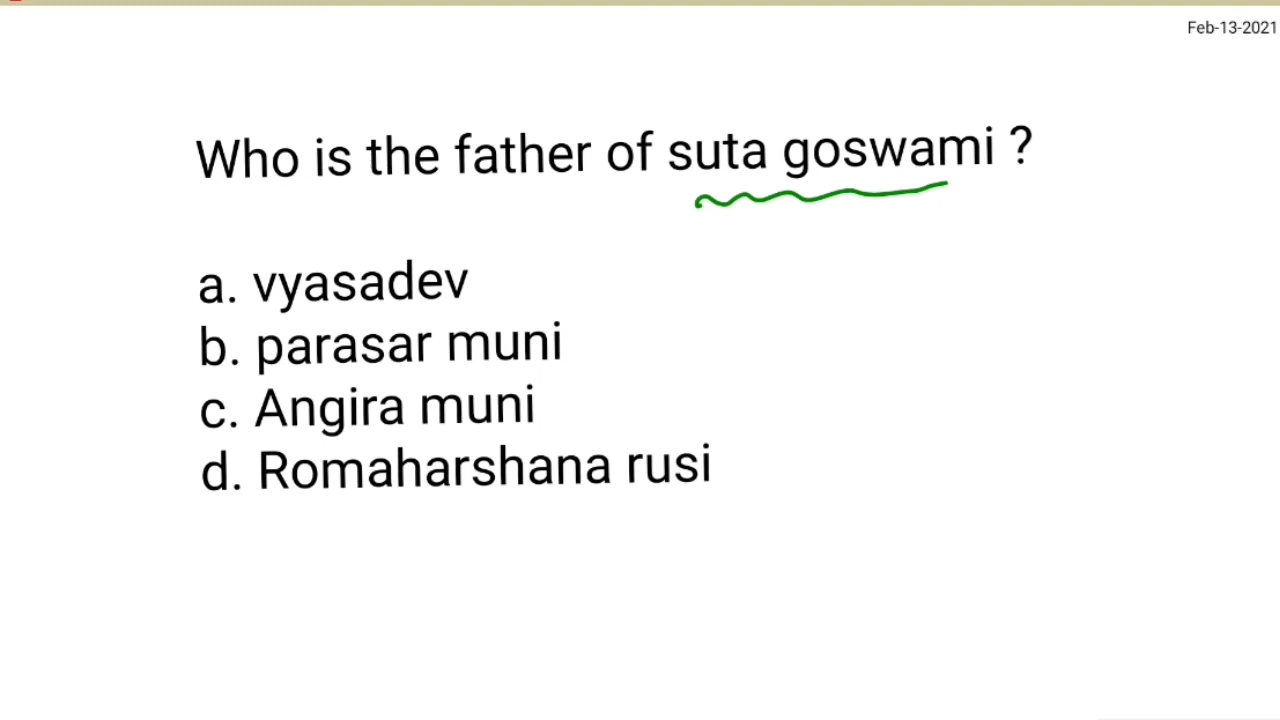 Feb-13-2021
Who is the father of suta goswami ?
a. vyasadev
b. parasar muni
c. Angira muni
d. Romaharshana rusi